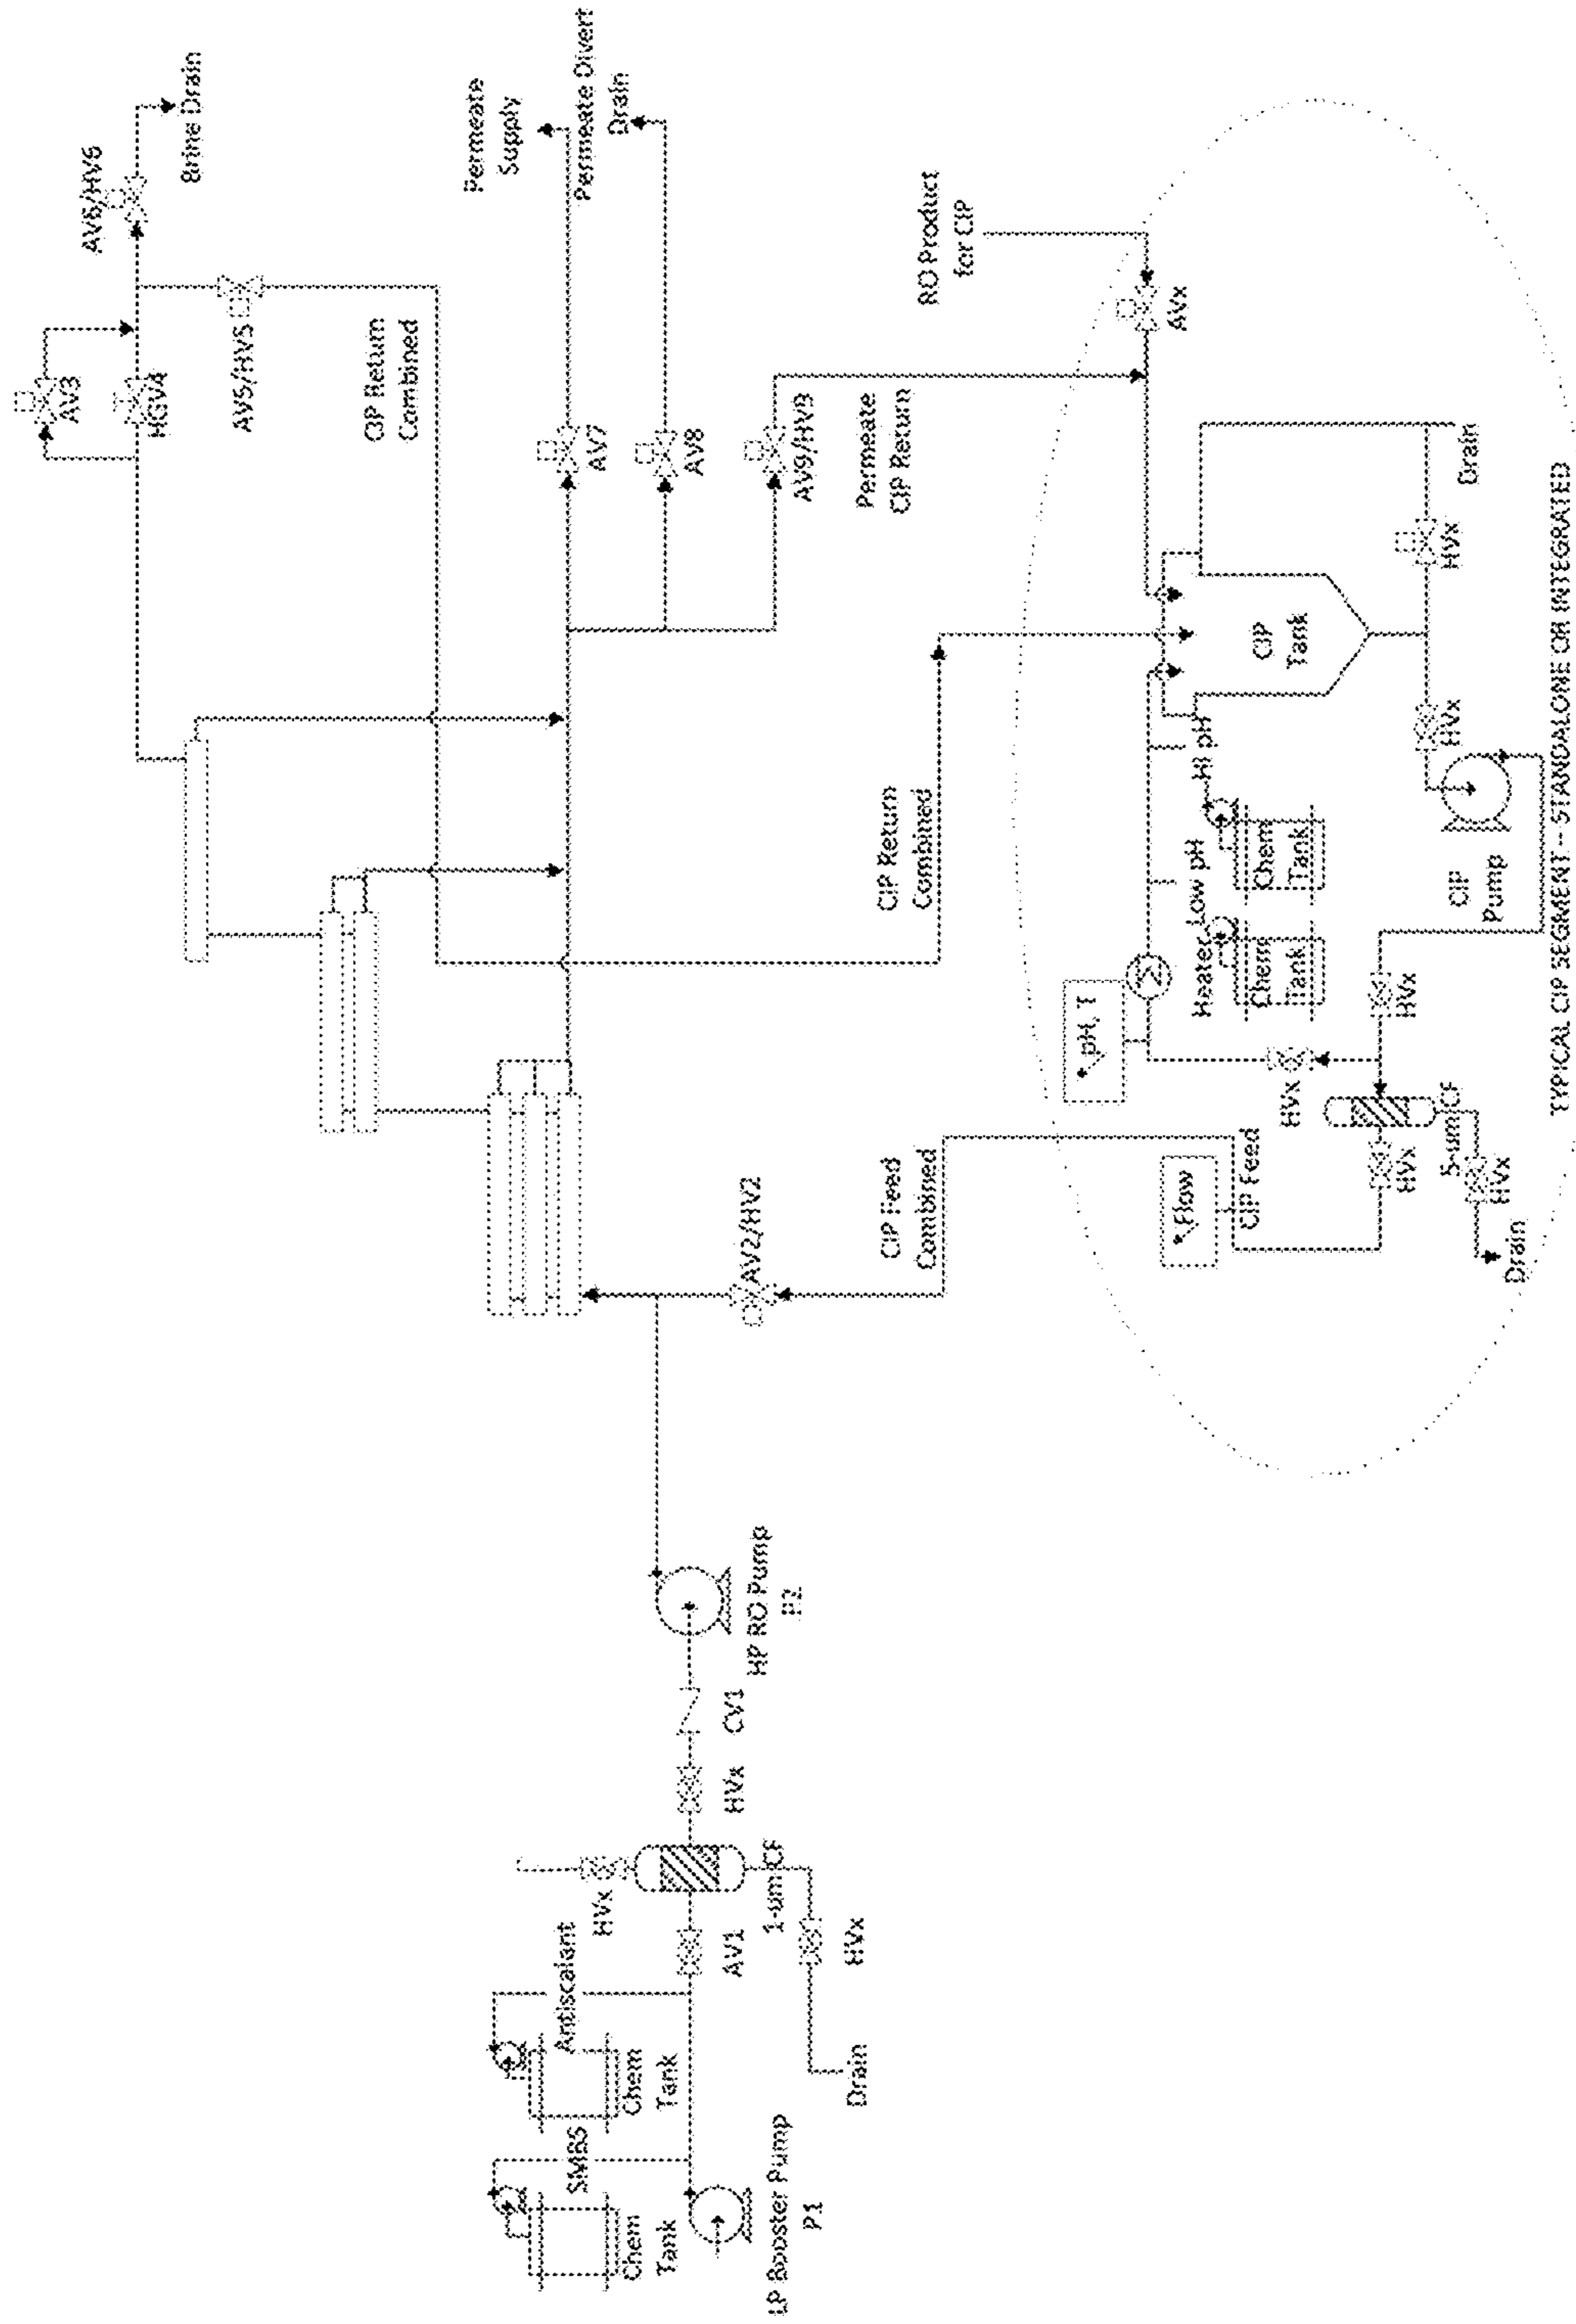 AV6/HV6
Brine Drain
AV3
HGV4
AV5/HV5
CIP Return
Combined
Permeate
Supply
Permeate Divert
Drain
AV7
AV8
AV9/HV9
Permeate
CIP Return
RO Product
for CIP
AVx
CIP Return
Combined
CIP Feed
Combined
AV2/HV2
HP RO Pump
P2
CV1
HVx
HVx
1-um CF
AV1
HVx
Drain
Antiscalant
Chem
Tank
SMBS
Chem
Tank
LP Booster Pump
P1
pH, T
Heater
Low pH
Hi pH
Chem
Tank
Chem
Tank
CIP
Tank
HVx
Drain
HVx
CIP
Pump
HVx
HVx
5-um CF
HVx
HVx
Drain
Flow
CIP Feed
TYPICAL CIP SEGMENT - STANDALONE OR INTEGRATED